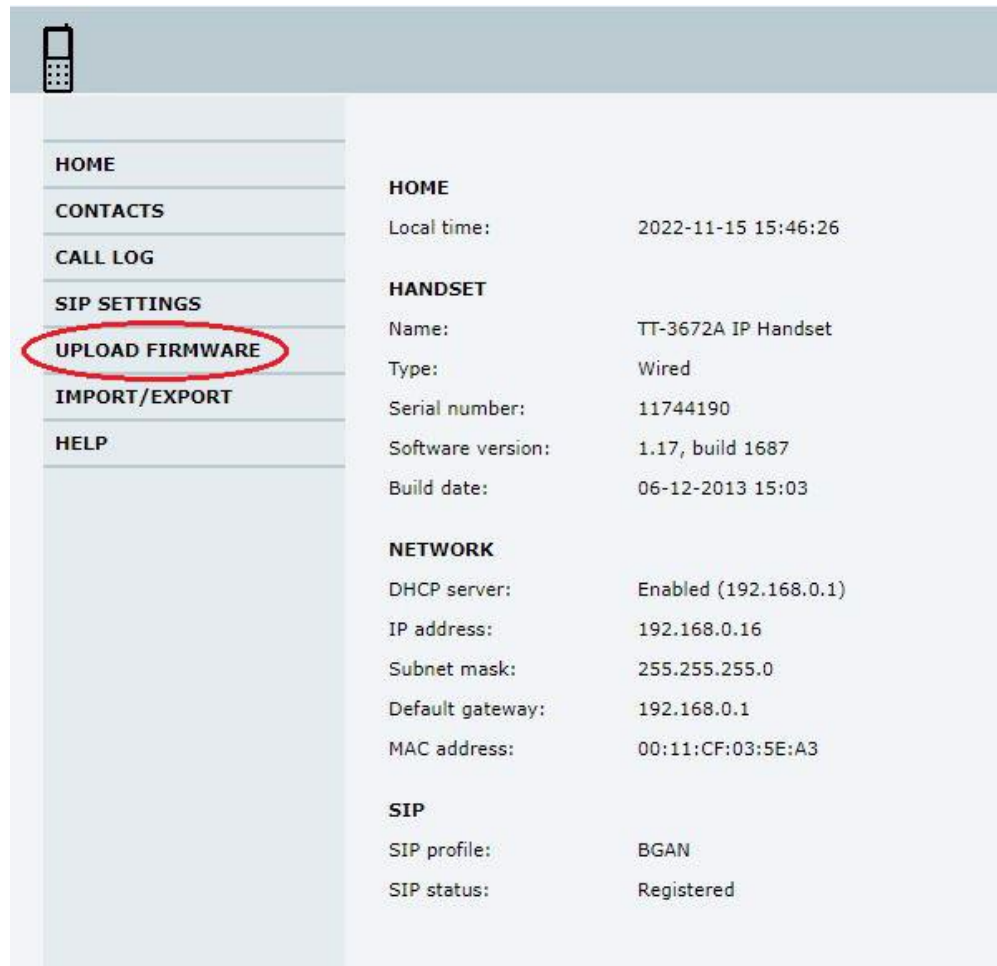 HOME
CONTACTS
CALL LOG
SIP SETTINGS
UPLOAD FIRMWARE
IMPORT/EXPORT
HELP
HOME
Local time: 2022-11-15 15:46:26
HANDSET
Name: TT-3672A IP Handset
Type: Wired
Serial number: 11744190
Software version: 1.17, build 1687
Build date: 06-12-2013 15:03
NETWORK
DHCP server: Enabled (192.168.0.1)
IP address: 192.168.0.16
Subnet mask: 255.255.255.0
Default gateway: 192.168.0.1
MAC address: 00:11:CF:03:5E:A3
SIP
SIP profile: BGAN
SIP status: Registered